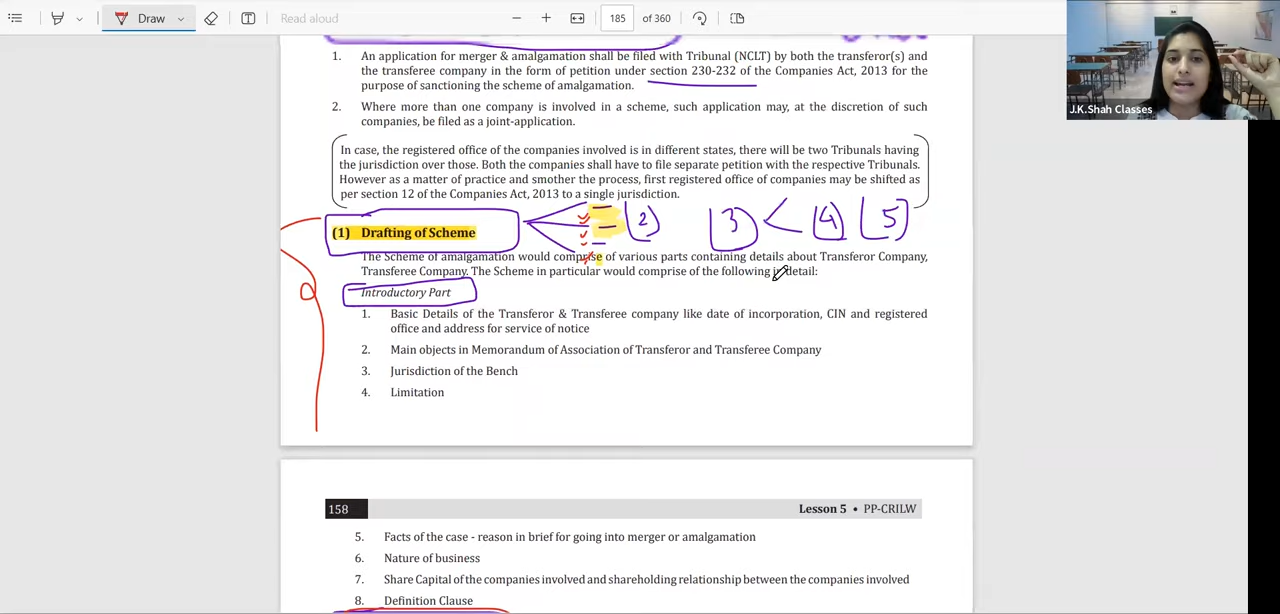 Draw
Read aloud
185 of 360
J.K.Shah Classes
1. An application for merger & amalgamation shall be filed with Tribunal (NCLT) by both the transferor(s) and
the transferee company in the form of petition under section 230-232 of the Companies Act, 2013 for the
purpose of sanctioning the scheme of amalgamation.
2. Where more than one company is involved in a scheme, such application may, at the discretion of such
companies, be filed as a joint-application.
In case, the registered office of the companies involved is in different states, there will be two Tribunals having
the jurisdiction over those. Both the companies shall have to file separate petition with the respective Tribunals.
However as a matter of practice and smother the process, first registered office of companies may be shifted as
per section 12 of the Companies Act, 2013 to a single jurisdiction.
(1) Drafting of Scheme
2 3 4 5
The Scheme of amalgamation would comprise of various parts containing details about Transferor Company,
Transferee Company. The Scheme in particular would comprise of the following in detail:
Introductory Part
1. Basic Details of the Transferor & Transferee company like date of incorporation, CIN and registered
office and address for service of notice
2. Main objects in Memorandum of Association of Transferor and Transferee Company
3. Jurisdiction of the Bench
4. Limitation
158 Lesson 5 • PP-CRILW
5. Facts of the case - reason in brief for going into merger or amalgamation
6. Nature of business
7. Share Capital of the companies involved and shareholding relationship between the companies involved
8. Definition Clause